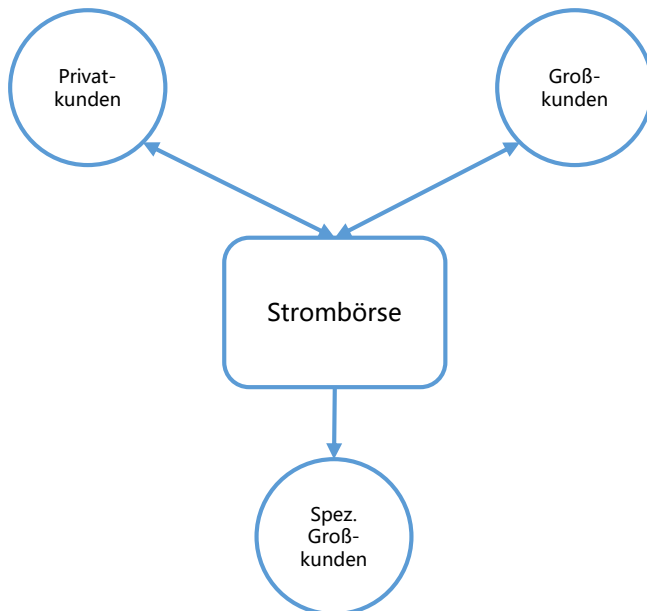 Privat-
kunden
Groß-
kunden
Strombörse
Spez.
Groß-
kunden